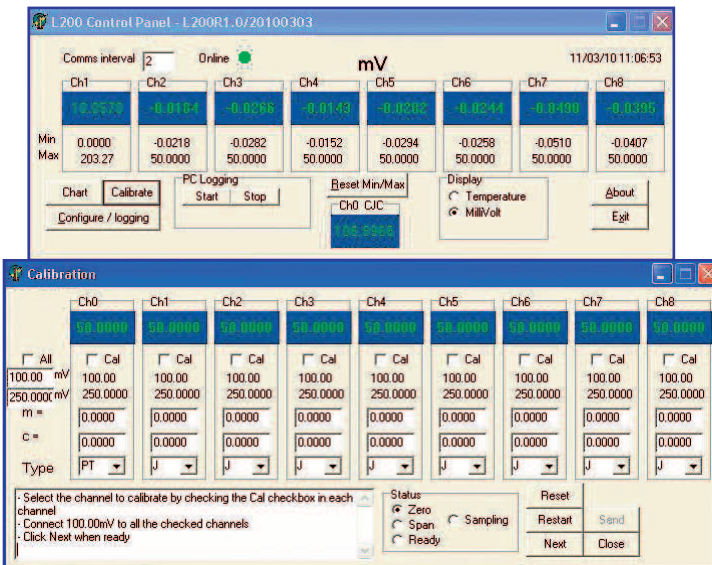 L200 Control Panel - L200R1.0/20100303
Comms interval 2 Online mV 11/03/10 11:06:53
Ch1 Ch2 Ch3 Ch4 Ch5 Ch6 Ch7 Ch8
10.0570 -0.0184 -0.0266 -0.0143 -0.0282 -0.0244 -0.0490 -0.0395
Min 0.0000 -0.0218 -0.0282 -0.0152 -0.0294 -0.0258 -0.0510 -0.0407
Max 203.27 50.0000 50.0000 50.0000 50.0000 50.0000 50.0000 50.0000
Chart Calibrate PC Logging Start Stop Reset Min/Max Display Temperature MilliVolt About
Configure / logging Ch0 CJC Exit
Calibration
Ch0 Ch1 Ch2 Ch3 Ch4 Ch5 Ch6 Ch7 Ch8
50.0000 50.0000 50.0000 50.0000 50.0000 50.0000 50.0000 50.0000 50.0000
All Cal Cal Cal Cal Cal Cal Cal Cal Cal
100.00 mV 100.00 100.00 100.00 100.00 100.00 100.00 100.00 100.00 100.00
250.000 mV 250.0000 250.0000 250.0000 250.0000 250.0000 250.0000 250.0000 250.0000 250.0000
m = 0.0000 0.0000 0.0000 0.0000 0.0000 0.0000 0.0000 0.0000 0.0000
c = 0.0000 0.0000 0.0000 0.0000 0.0000 0.0000 0.0000 0.0000 0.0000
Type PT J J J J J J J J
- Select the channel to calibrate by checking the Cal checkbox in each
channel
- Connect 100.00mV to all the checked channels
- Click Next when ready
Status
Zero
Span Sampling
Ready
Reset
Restart Send
Next Close